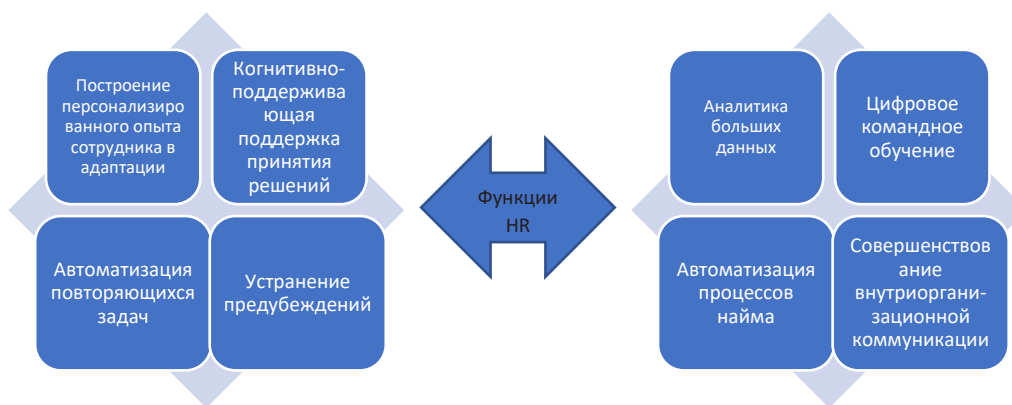 Построение
персонализиро
ванного опыта
сотрудника в
адаптации
Когнитивно-
поддержива
ющая
поддержка
принятия
решений
Автоматизация
повторяющихся
задач
Устранение
предубеждений
Функции
HR
Аналитика
больших
данных
Цифровое
командное
обучение
Автоматизация
процессов
найма
Совершенствов
ание
внутриоргани-
зационной
коммуникации